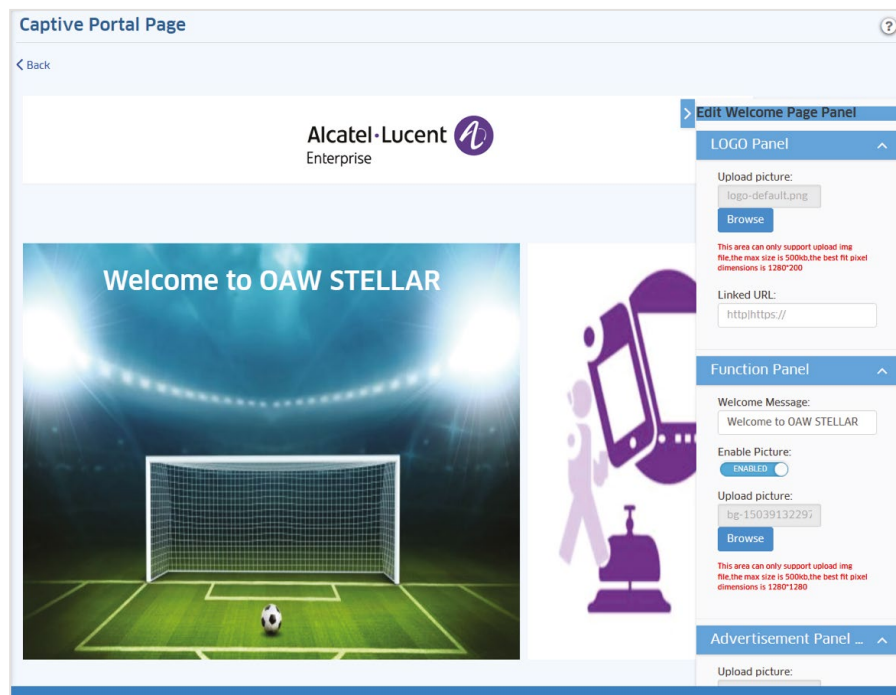 Captive Portal Page
?
Back
Alcatel·Lucent
Enterprise
Welcome to OAW STELLAR
Edit Welcome Page Panel
LOGO Panel
Upload picture:
logo-default.png
Browse
This area can only support upload img
file,the max size is 500kb,the best fit pixel
dimensions is 1280*200
Linked URL:
http|https://
Function Panel
Welcome Message:
Welcome to OAW STELLAR
Enable Picture:
ENABLED
Upload picture:
bg-15039132297
Browse
This area can only support upload img
file,the max size is 500kb,the best fit pixel
dimensions is 1280*1280
Advertisement Panel ...
Upload picture: